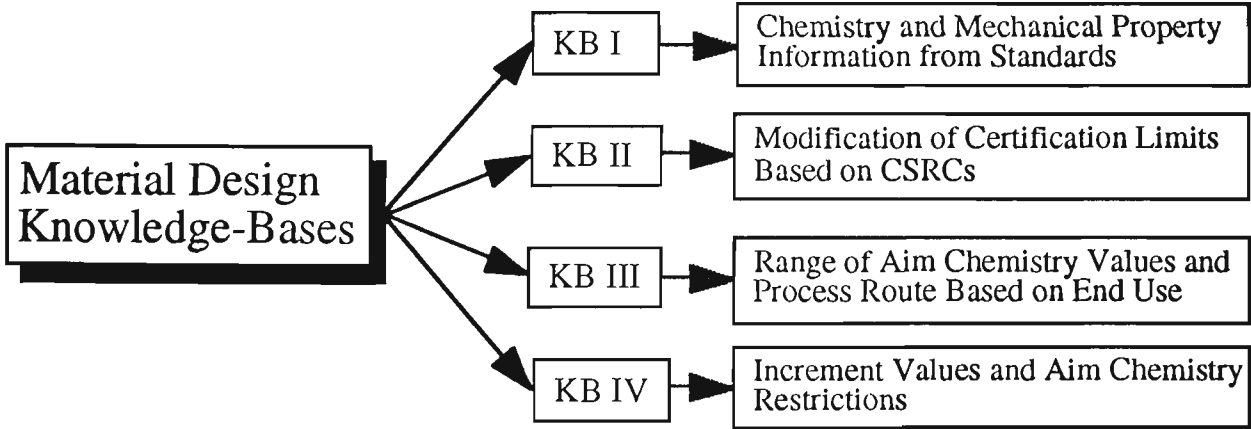 Material Design
Knowledge-Bases
KB I
Chemistry and Mechanical Property
Information from Standards
KB II
Modification of Certification Limits
Based on CSRCs
KB III
Range of Aim Chemistry Values and
Process Route Based on End Use
KB IV
Increment Values and Aim Chemistry
Restrictions